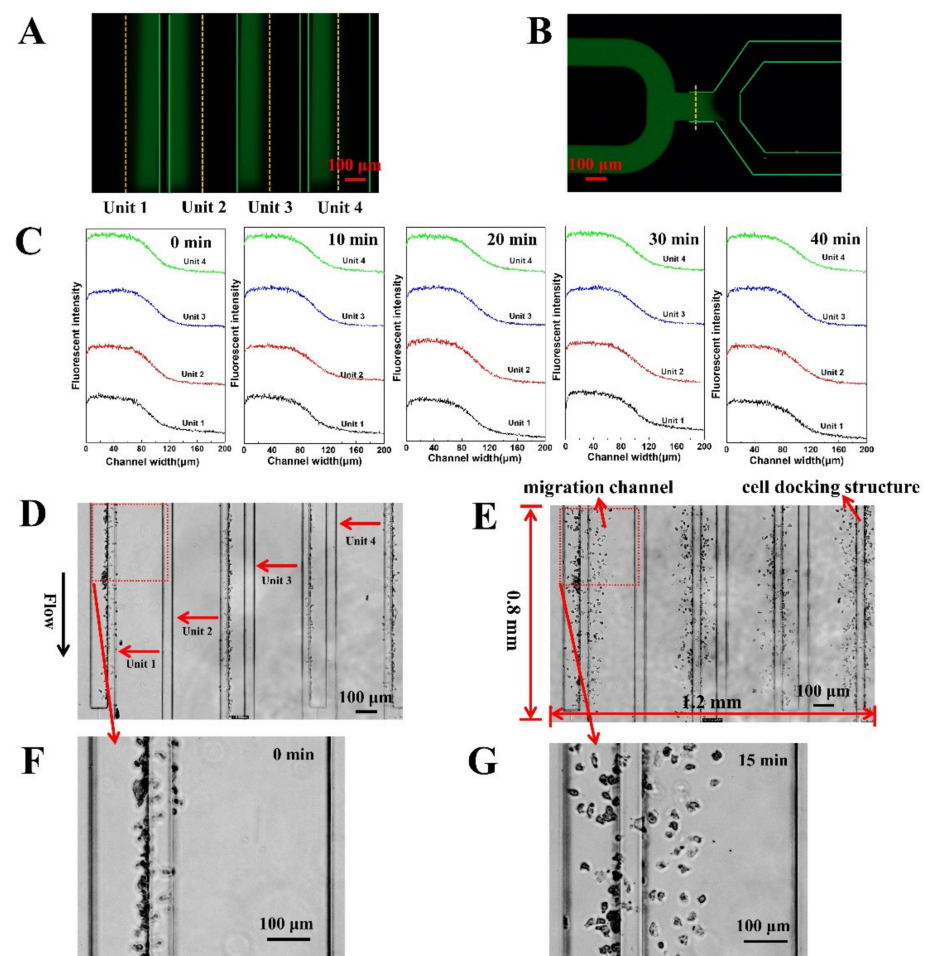 A
100 µm
Unit 1
Unit 2
Unit 3
Unit 4
B
100 µm
C
Fluorescent intensity
0 min
Unit 4
Unit 3
Unit 2
Unit 1
0 40 80 120 160 200
Channel width(µm)
Fluorescent intensity
10 min
Unit 4
Unit 3
Unit 2
Unit 1
0 40 80 120 160 200
Channel width(µm)
Fluorescent intensity
20 min
Unit 4
Unit 3
Unit 2
Unit 1
0 40 80 120 160 200
Channel width(µm)
Fluorescent intensity
30 min
Unit 4
Unit 3
Unit 2
Unit 1
0 40 80 120 160 200
Channel width(µm)
Fluorescent intensity
40 min
Unit 4
Unit 3
Unit 2
Unit 1
0 40 80 120 160 200
Channel width(µm)
D
Flow
Unit 4
Unit 3
Unit 2
Unit 1
100 µm
migration channel
cell docking structure
E
0.8 mm
100 µm
1.2 mm
F
0 min
100 µm
G
15 min
100 µm